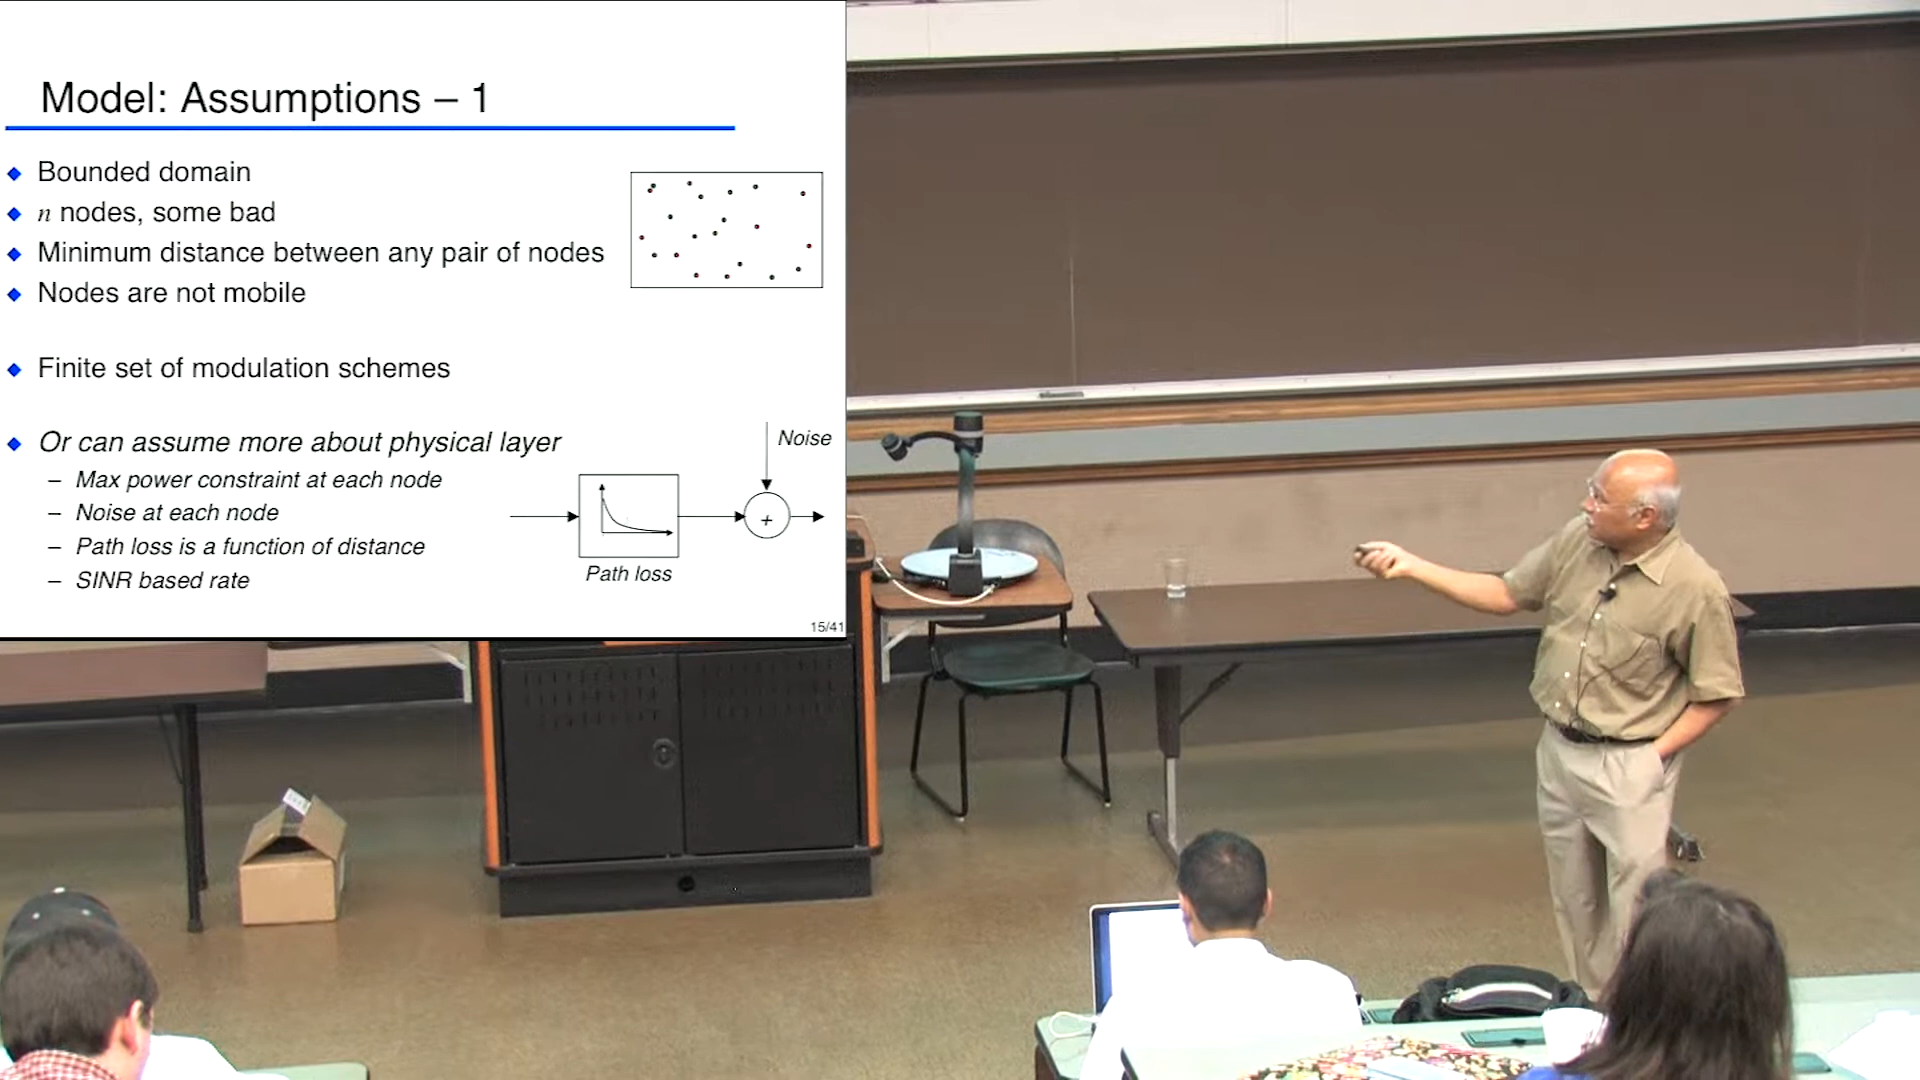 Model: Assumptions – 1
Bounded domain
n nodes, some bad
Minimum distance between any pair of nodes
Nodes are not mobile
Finite set of modulation schemes
Or can assume more about physical layer
– Max power constraint at each node
– Noise at each node
– Path loss is a function of distance
– SINR based rate
Noise
+
Path loss
15/41